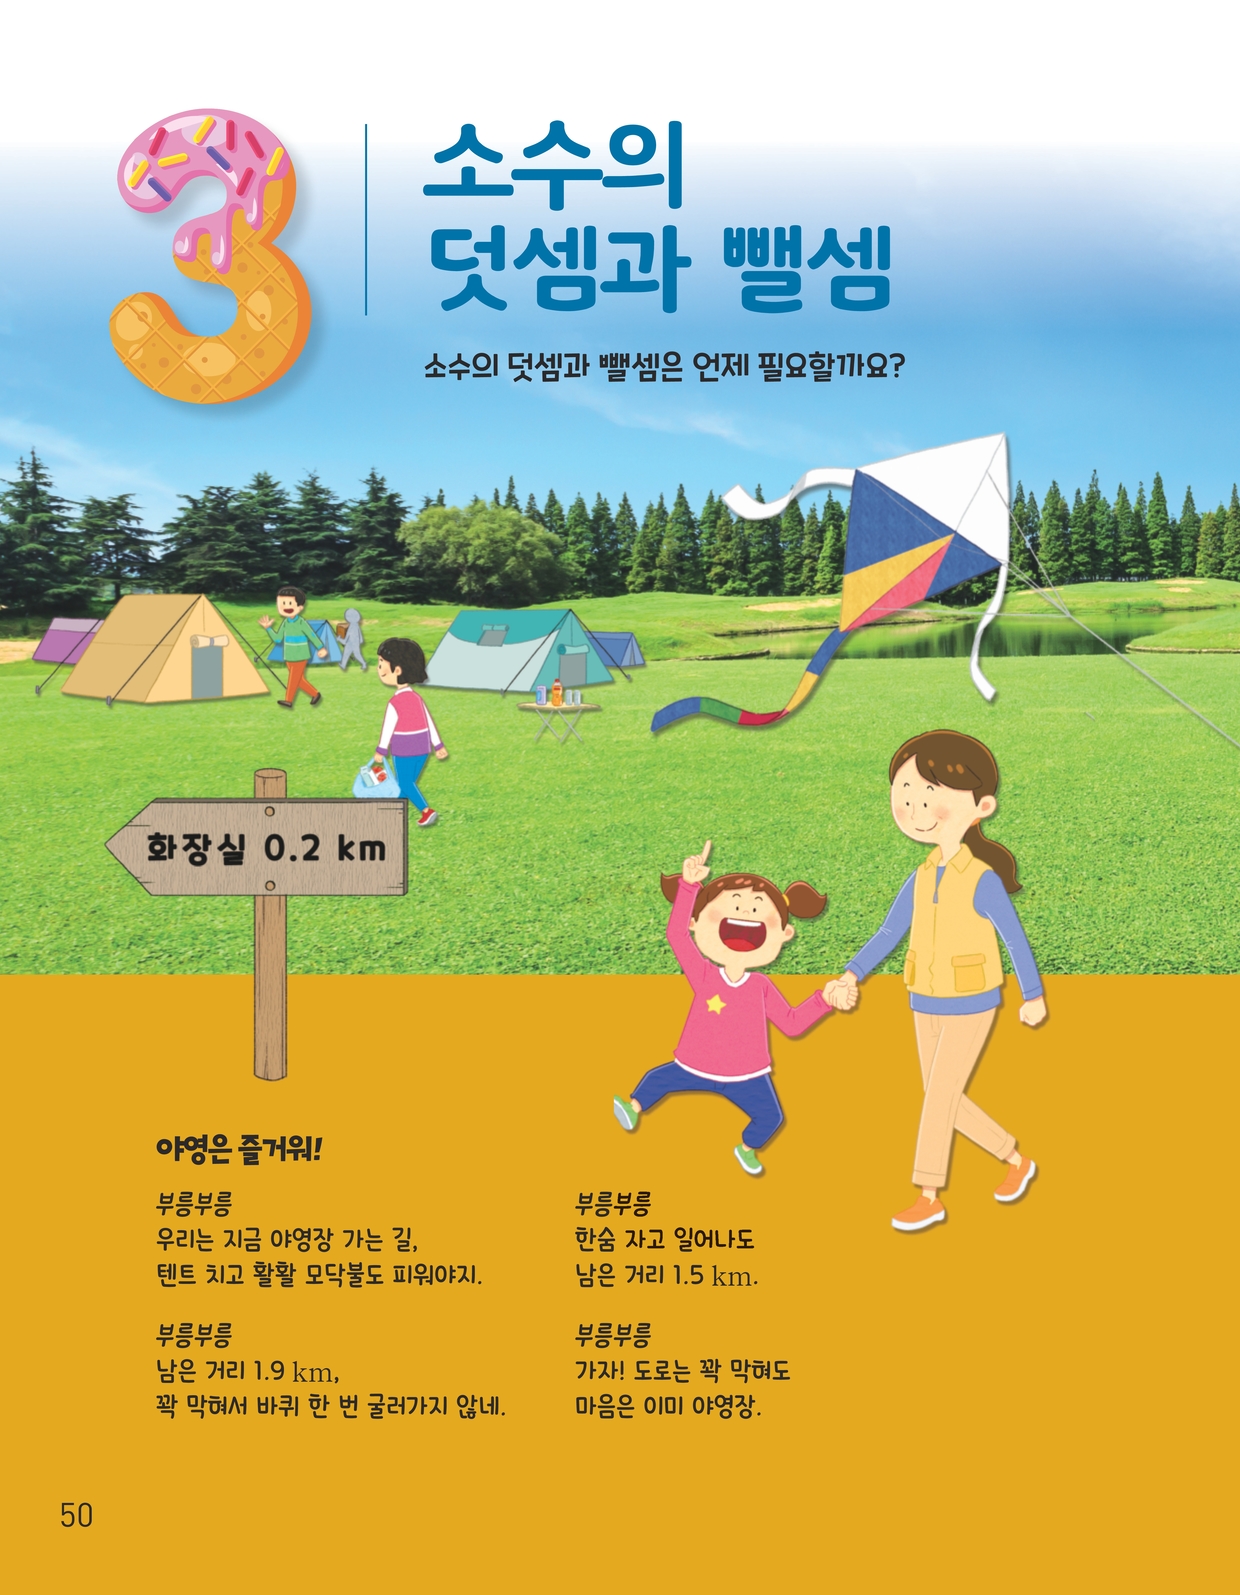 3
소수의
덧셈과 뺄셈
소수의 덧셈과 뺄셈은 언제 필요할까요?
화장실 0.2 km
야영은 즐거워!
부릉부릉
우리는 지금 야영장 가는 길,
텐트 치고 활활 모닥불도 피워야지.
부릉부릉
남은 거리 1.9 km,
꽉 막혀서 바퀴 한 번 굴러가지 않네.
부릉부릉
한숨 자고 일어나도
남은 거리 1.5 km.
부릉부릉
가자! 도로는 꽉 막혀도
마음은 이미 야영장.
50